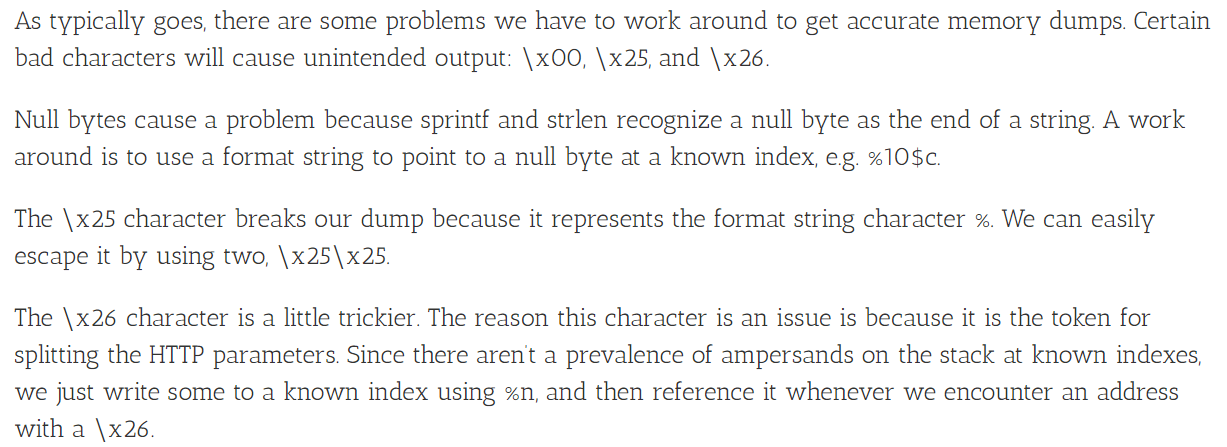 As typically goes, there are some problems we have to work around to get accurate memory dumps. Certain
bad characters will cause unintended output: \x00, \x25, and \x26.
Null bytes cause a problem because sprintf and strlen recognize a null byte as the end of a string. A work
around is to use a format string to point to a null byte at a known index, e.g. %10$c.
The \x25 character breaks our dump because it represents the format string character %. We can easily
escape it by using two, \x25\x25.
The \x26 character is a little trickier. The reason this character is an issue is because it is the token for
splitting the HTTP parameters. Since there aren't a prevalence of ampersands on the stack at known indexes,
we just write some to a known index using %n, and then reference it whenever we encounter an address
with a \x26.